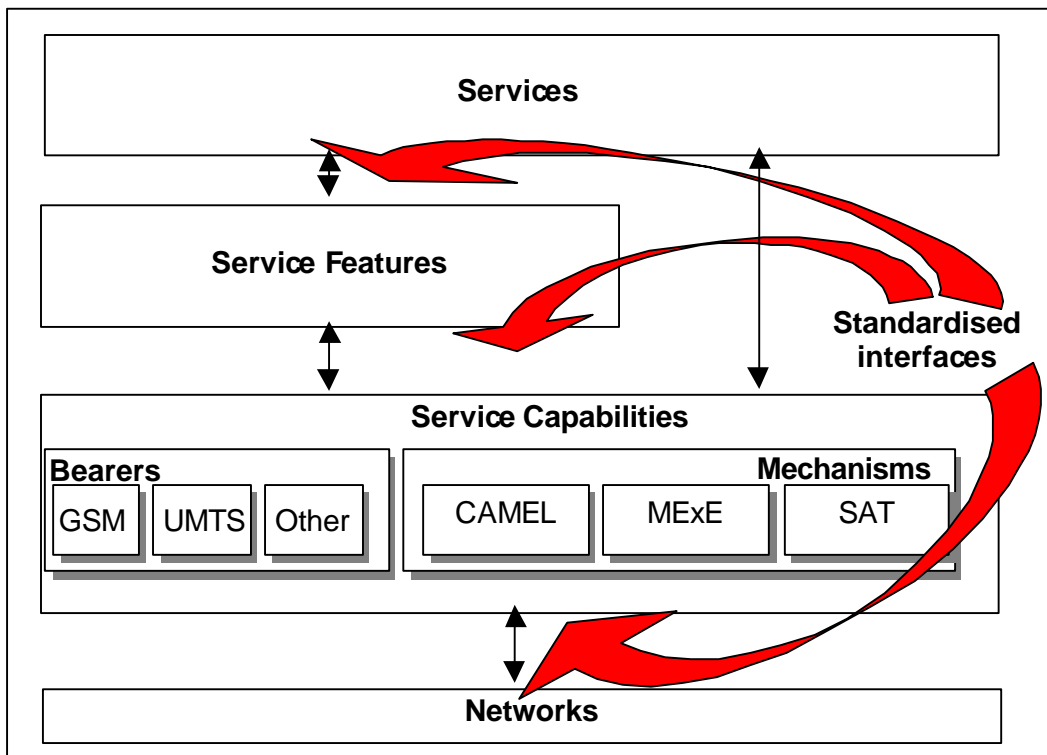 Services
Service Features
Standardised
interfaces
Service Capabilities
Bearers
Mechanisms
GSM
UMTS
Other
CAMEL
MExE
SAT
Networks